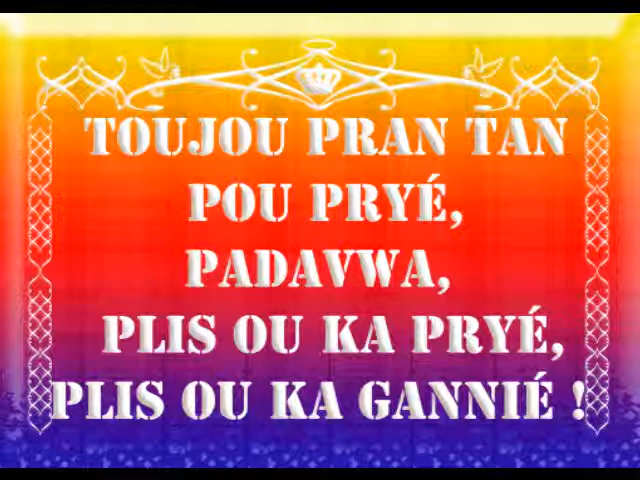 TOUJOU PRAN TAN
POU PRYÉ,
PADAVWA,
PLIS OU KA PRYÉ,
PLIS OU KA GANNIÉ !